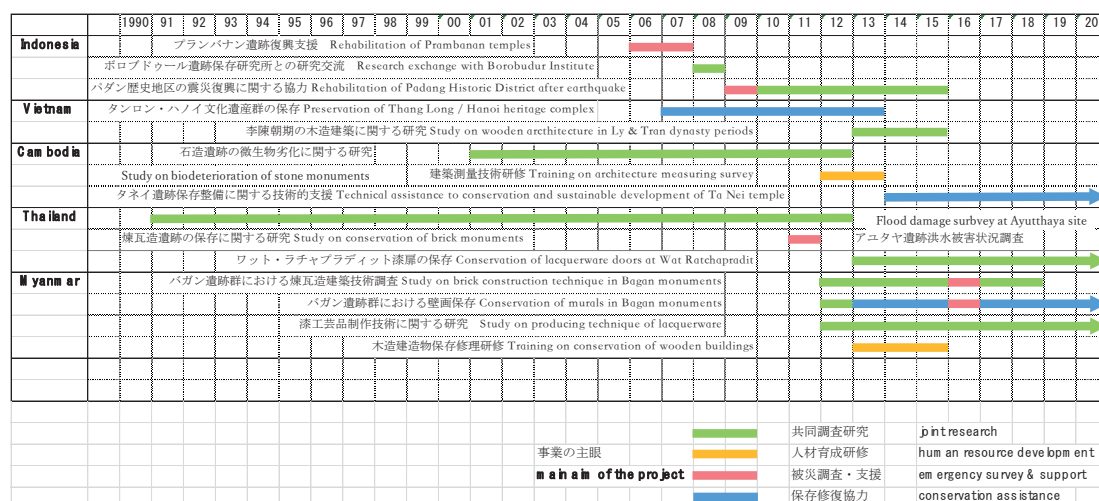 1990 91 92 93 94 95 96 97 98 99 00 01 02 03 04 05 06 07 08 09 10 11 12 13 14 15 16 17 18 19 20
Indonesia プランバナン遺跡復興支援 Rehabilitation of Prambanan temples
ボロブドゥール遺跡保存研究所との研究交流 Research exchange with Borobudur Institute
パダン歴史地区の震災復興に関する協力 Rehabilitation of Padang Historic District after earthquake
Vietnam タンロン・ハノイ文化遺産群の保存 Preservation of Thang Long / Hanoi heritage complex
李陳朝期の木造建築に関する研究 Study on wooden arcthitecture in Ly & Tran dynasty periods
Cambodia 石造遺跡の微生物劣化に関する研究
Study on biodeterioration of stone monuments 建築測量技術研修 Training on architecture measuring survey
タネイ遺跡保存整備に関する技術的支援 Technical assistance to conservation and sustainable development of Ta Nei temple
Thailand Flood damage surbvey at Ayutthaya site
煉瓦造遺跡の保存に関する研究 Study on conservation of brick monuments アユタヤ遺跡洪水被害状況調査
ワット・ラチャプラディット漆扉の保存 Conservation of lacquerware doors at Wat Ratchapradit
Myanmar バガン遺跡群における煉瓦造建築技術調査 Study on brick construction technique in Bagan monuments
バガン遺跡群における壁画保存 Conservation of murals in Bagan monuments
漆工芸品制作技術に関する研究 Study on producing technique of lacquerware
木造建造物保存修理研修 Training on conservation of wooden buildings
共同調査研究 joint research
事業の主眼 人材育成研修 human resource development
main aim of the project 被災調査・支援 emergency survey & support
保存修復協力 conservation assistance